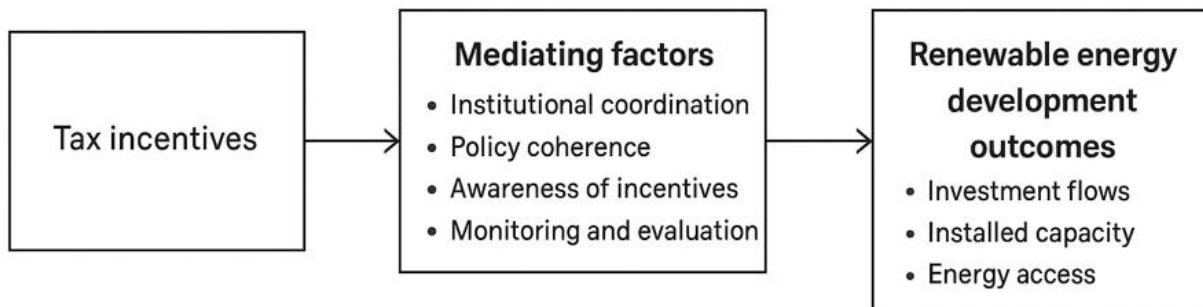 Tax incentives
Mediating factors
• Institutional coordination
• Policy coherence
• Awareness of incentives
• Monitoring and evaluation
Renewable energy
development
outcomes
• Investment flows
• Installed capacity
• Energy access